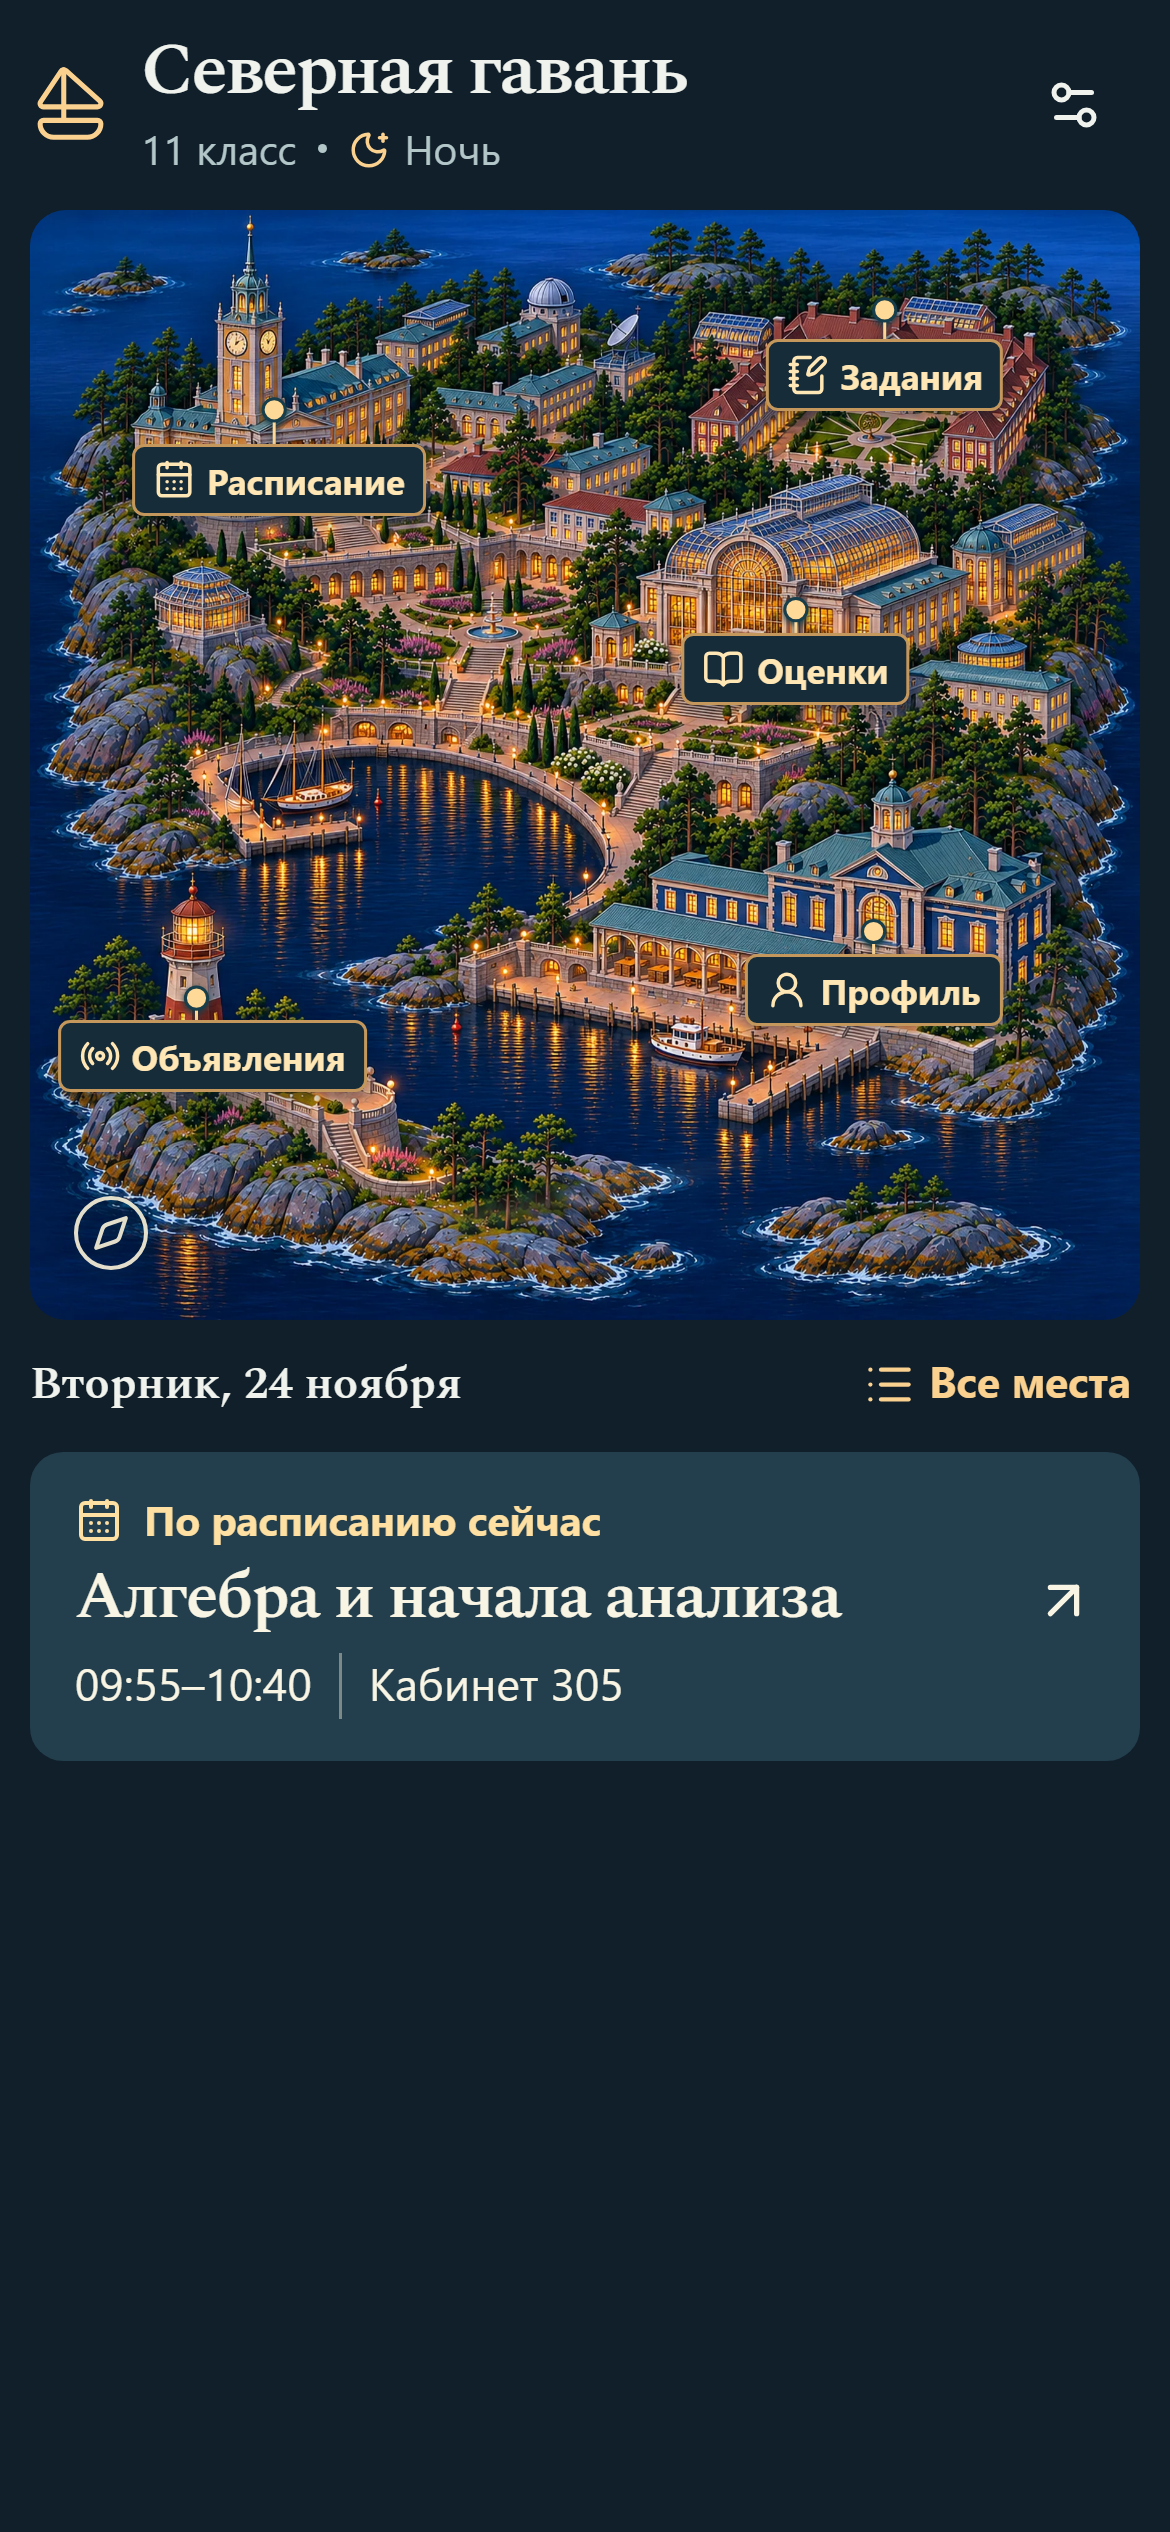 Северная гавань
11 класс • Ночь
Задания
Расписание
Оценки
Профиль
Объявления
Вторник, 24 ноября
Все места
По расписанию сейчас
Алгебра и начала анализа
09:55–10:40
Кабинет 305